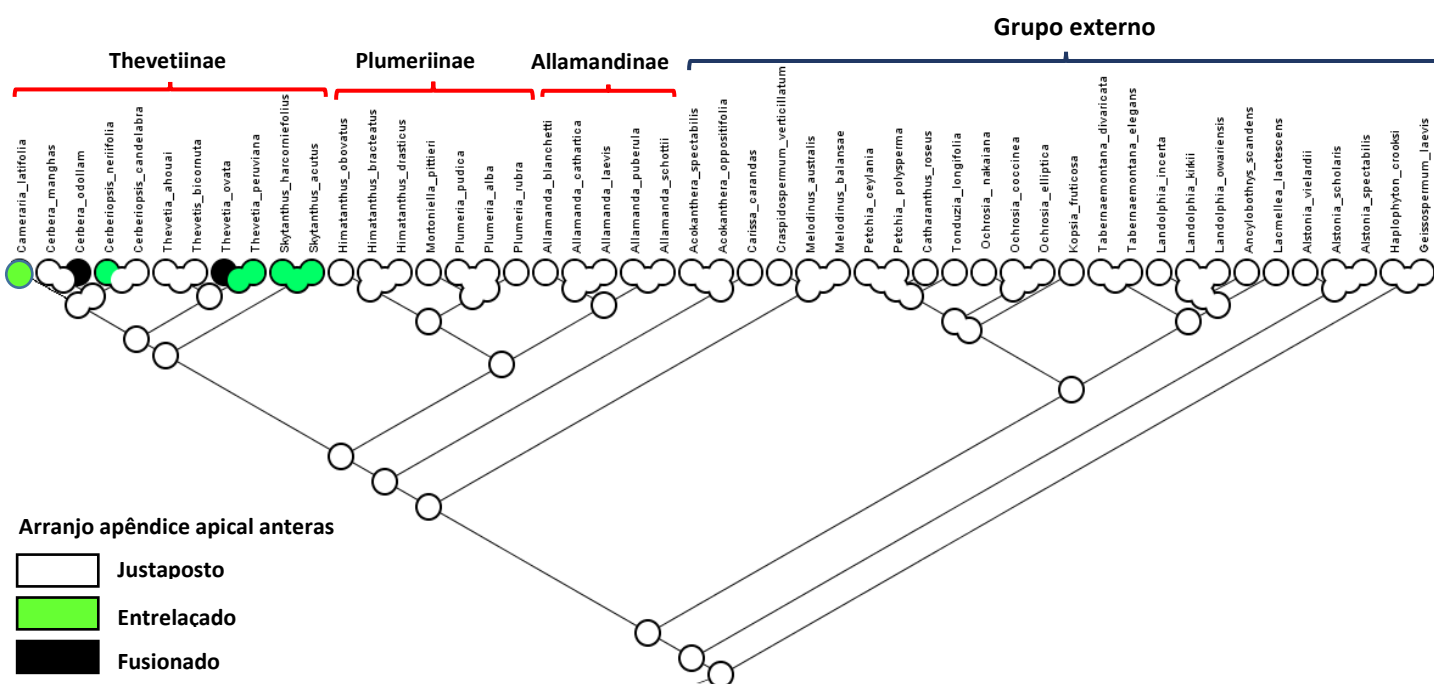 Grupo externo
Thevetiinae
Plumeriinae
Allamandinae
Cameraria_latifolia
Cerbera_manghas
Cerbera_odollam
Cerberiopsis_neriifolia
Cerberiopsis_candelabra
Thevetia_ahouai
Thevetis_bicornuta
Thevetia_ovata
Thevetia_peruviana
Skytanthus_harcorniefolius
Skytanthus_acutus
Himatanthus_obovatus
Himatanthus_bracteatus
Himatanthus_drasticus
Mortoniella_pittieri
Plumeria_pudica
Plumeria_alba
Plumeria_rubra
Allamanda_blanchetti
Allamanda_cathartica
Allamanda_laevis
Allamanda_puberula
Allamanda_schottii
Acokanthera_spectabilis
Acokanthera_oppositifolia
Carissa_carandas
Craspidospermum_verticillatum
Melodinus_australis
Melodinus_balansae
Petchia_ceylania
Petchia_polysperma
Catharanthus_roseus
Tonduzia_longifolia
Ochrosia_nakaiana
Ochrosia_coccinea
Ochrosia_elliptica
Kopsia_fruticosa
Tabernaemontana_divaricata
Tabernaemontana_elegans
Landolphia_incerta
Landolphia_kirkii
Landolphia_owariensis
Ancylobothys_scandens
Lacmellea_lactescens
Alstonia_vielardii
Alstonia_scholaris
Alstonia_spectabilis
Haplophyton_crooksi
Geissospermum_laevis
Arranjo apêndice apical anteras
Justaposto
Entrelaçado
Fusionado